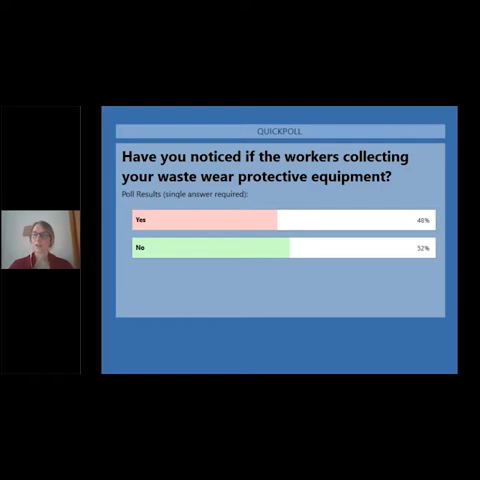 QUICKPOLL
Have you noticed if the workers collecting
your waste wear protective equipment?
Poll Results (single answer required):
Yes 48%
No 52%